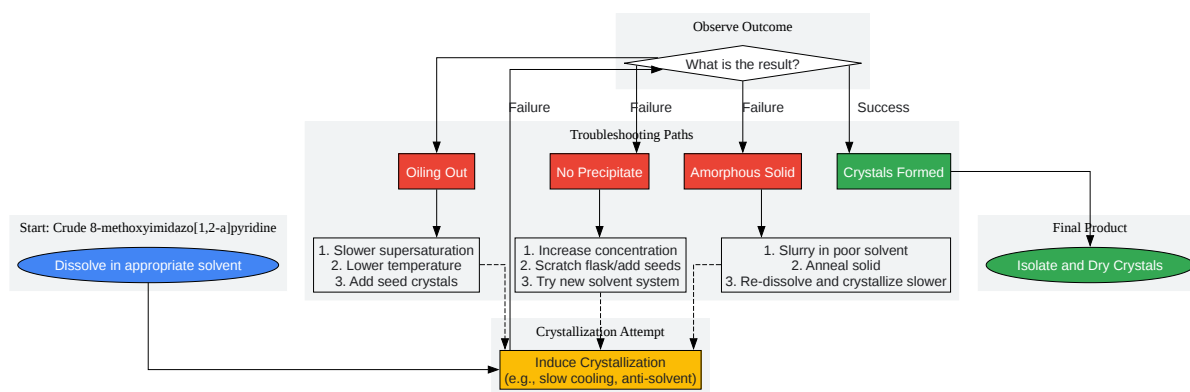 Observe Outcome
What is the result?
Failure
Failure
Failure
Success
Troubleshooting Paths
Oiling Out
No Precipitate
Amorphous Solid
Crystals Formed
Start: Crude 8-methoxyimidazo[1,2-a]pyridine
Dissolve in appropriate solvent
1. Slower supersaturation
2. Lower temperature
3. Add seed crystals
1. Increase concentration
2. Scratch flask/add seeds
3. Try new solvent system
1. Slurry in poor solvent
2. Anneal solid
3. Re-dissolve and crystallize slower
Final Product
Isolate and Dry Crystals
Crystallization Attempt
Induce Crystallization
(e.g., slow cooling, anti-solvent)